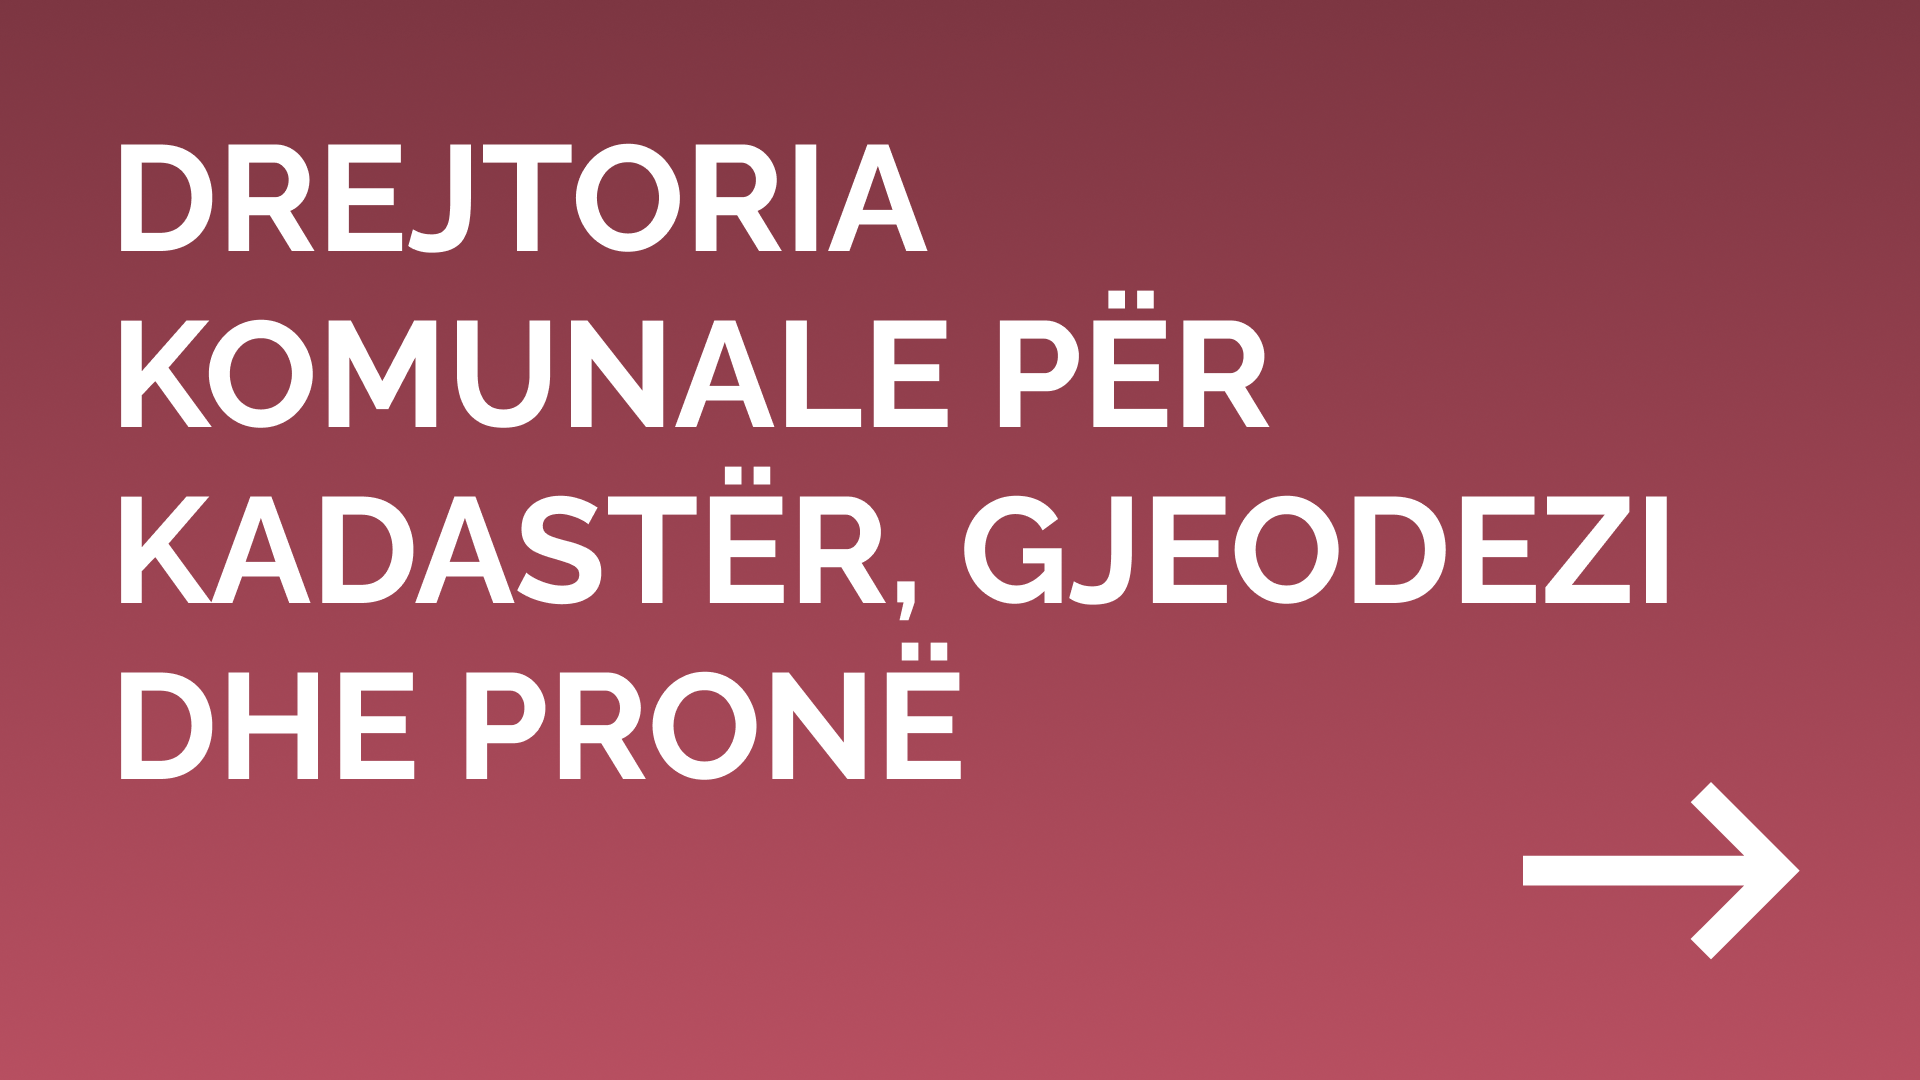 DREJTORIA
KOMUNALE PËR
KADASTËR, GJEODEZI
DHE PRONË